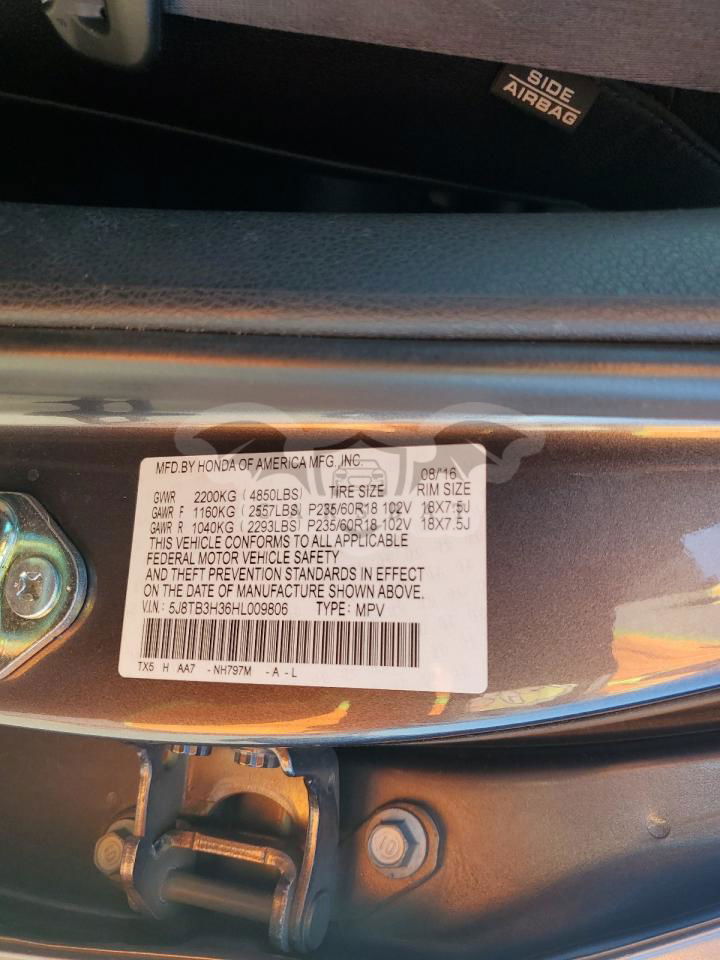 SIDE
AIRBAG
MFD.BY HONDA OF AMERICA MFG. INC. 08/16
GVWR 2200KG (4850LBS) TIRE SIZE RIM SIZE
GAWR F 1160KG (2557LBS) P235/60R18 102V 18X7.5J
GAWR R 1040KG (2293LBS) P235/60R18 102V 18X7.5J
THIS VEHICLE CONFORMS TO ALL APPLICABLE
FEDERAL MOTOR VEHICLE SAFETY
AND THEFT PREVENTION STANDARDS IN EFFECT
ON THE DATE OF MANUFACTURE SHOWN ABOVE.
V.I.N: 5J8TB3H36HL009806 TYPE: MPV
TX5 H AA7 -NH797M -A-L